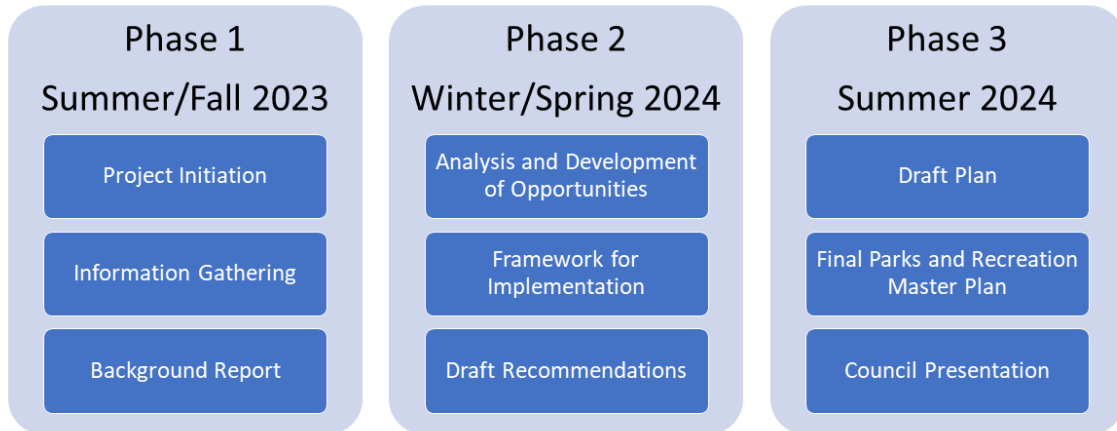 Phase 1
Summer/Fall 2023
Project Initiation
Information Gathering
Background Report
Phase 2
Winter/Spring 2024
Analysis and Development
of Opportunities
Framework for
Implementation
Draft Recommendations
Phase 3
Summer 2024
Draft Plan
Final Parks and Recreation
Master Plan
Council Presentation